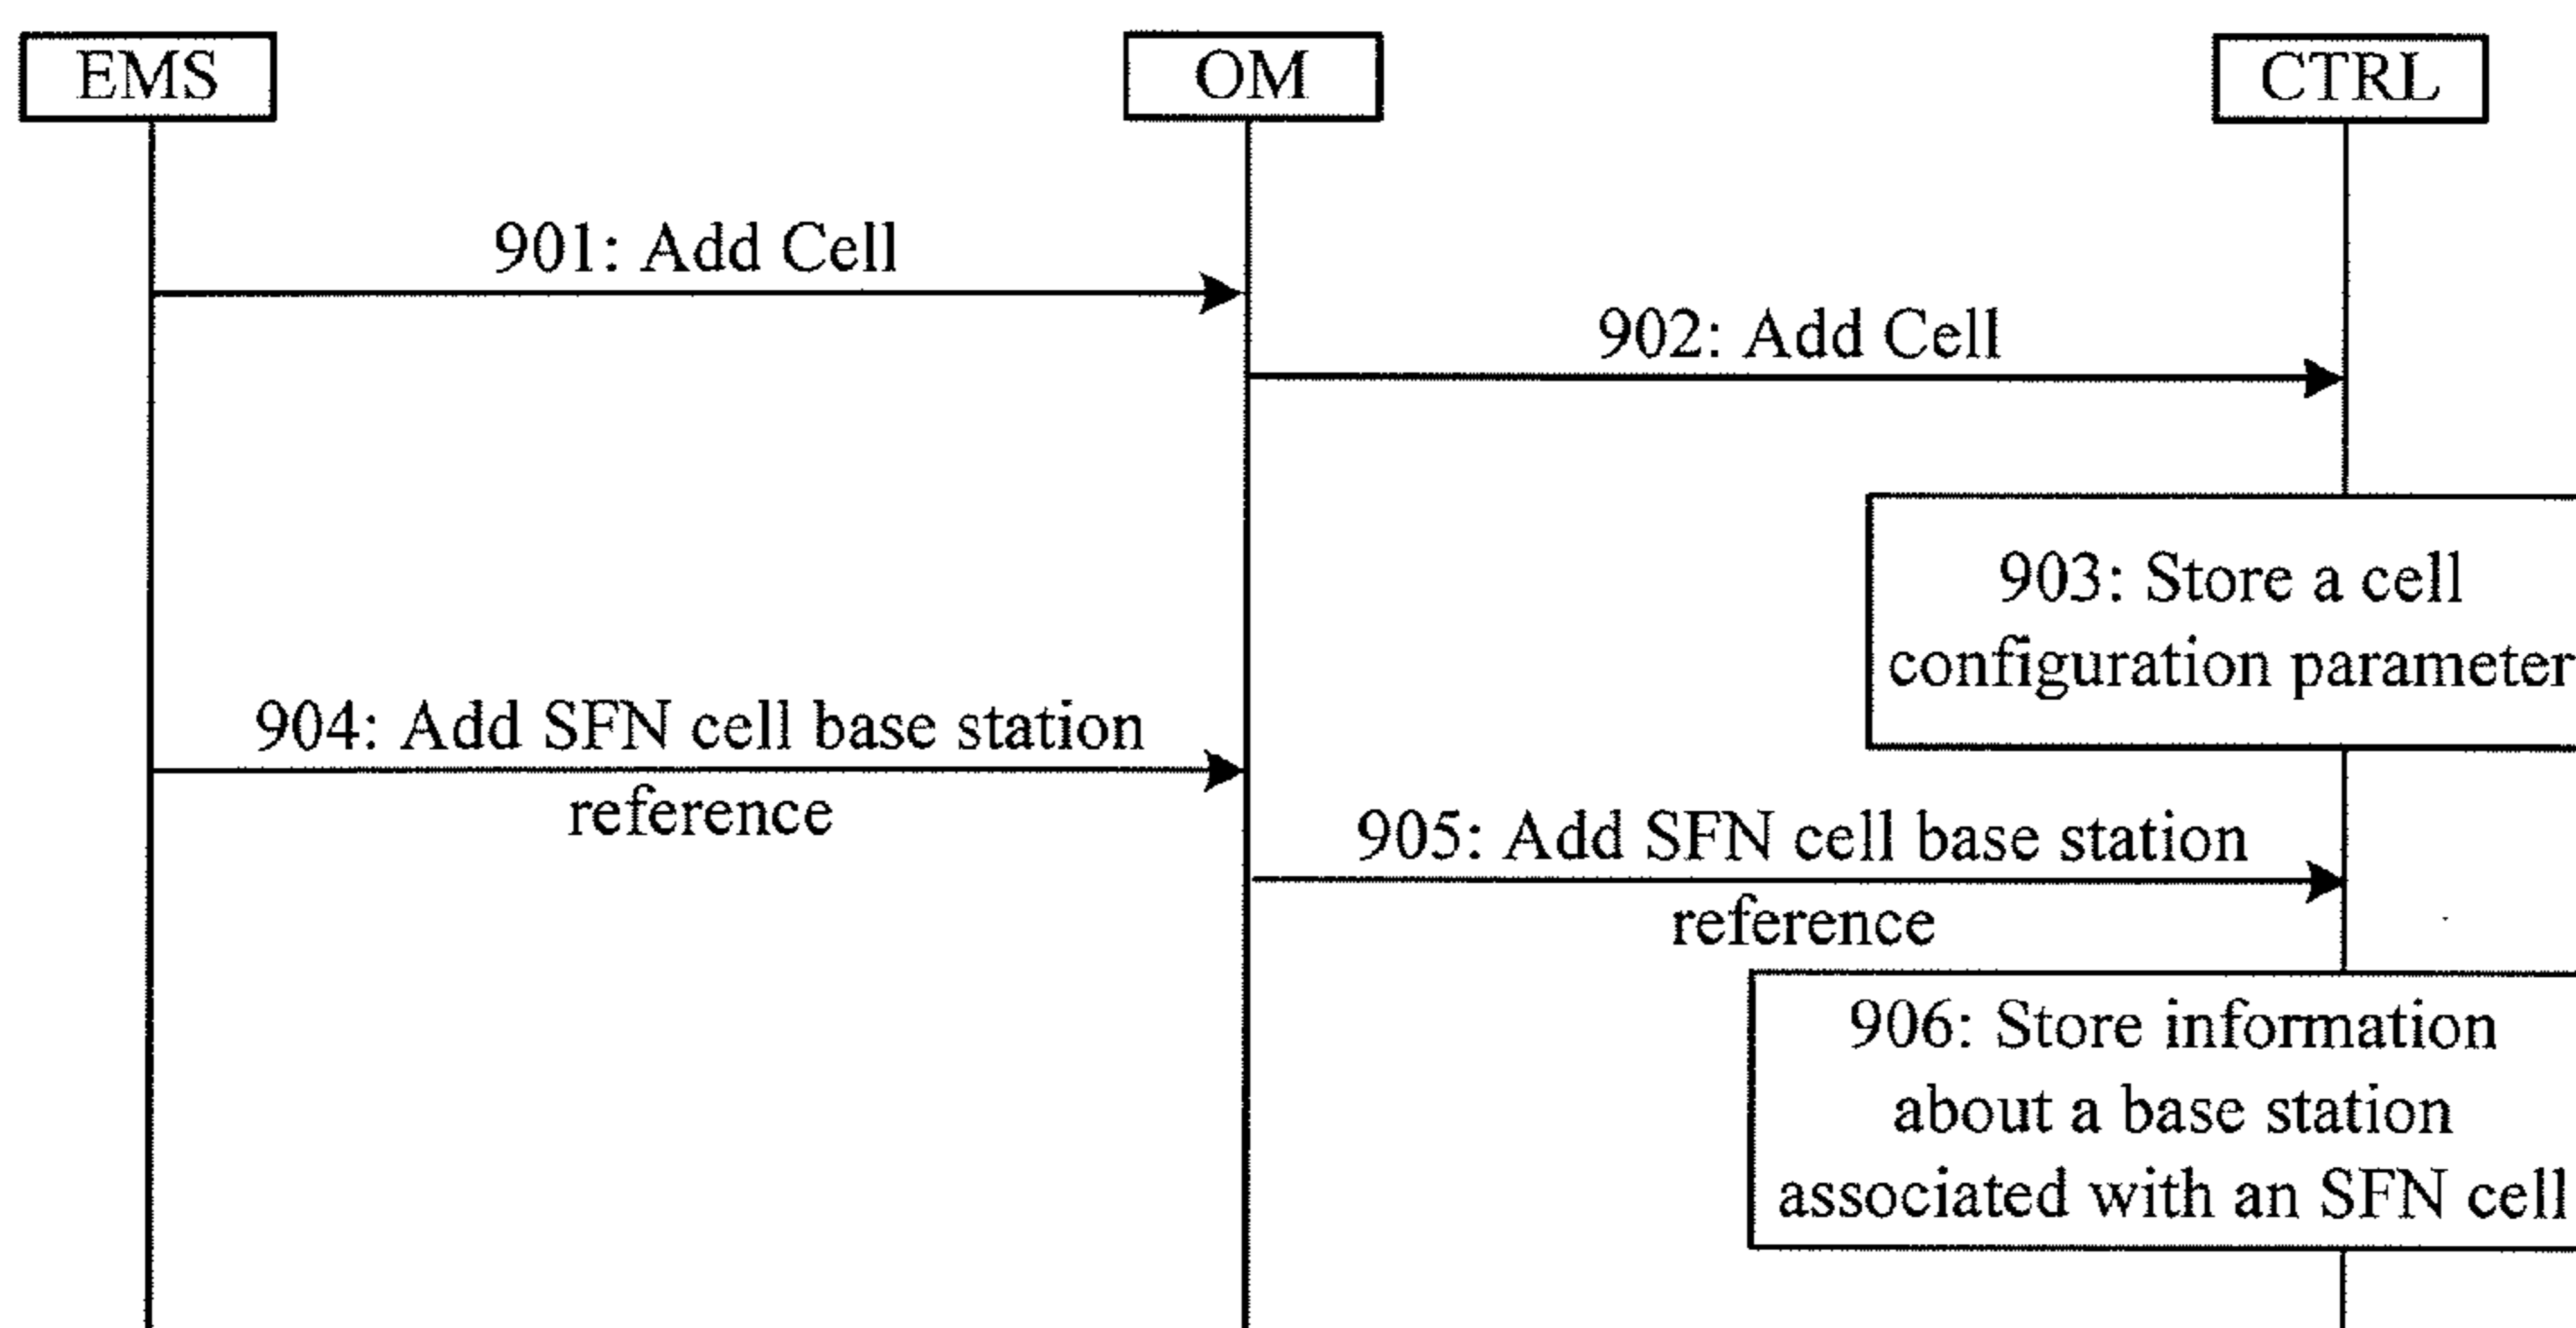 EMS
OM
CTRL
901: Add Cell
902: Add Cell
903: Store a cell
configuration parameter
904: Add SFN cell base station
reference
905: Add SFN cell base station
reference
906: Store information
about a base station
associated with an SFN cell